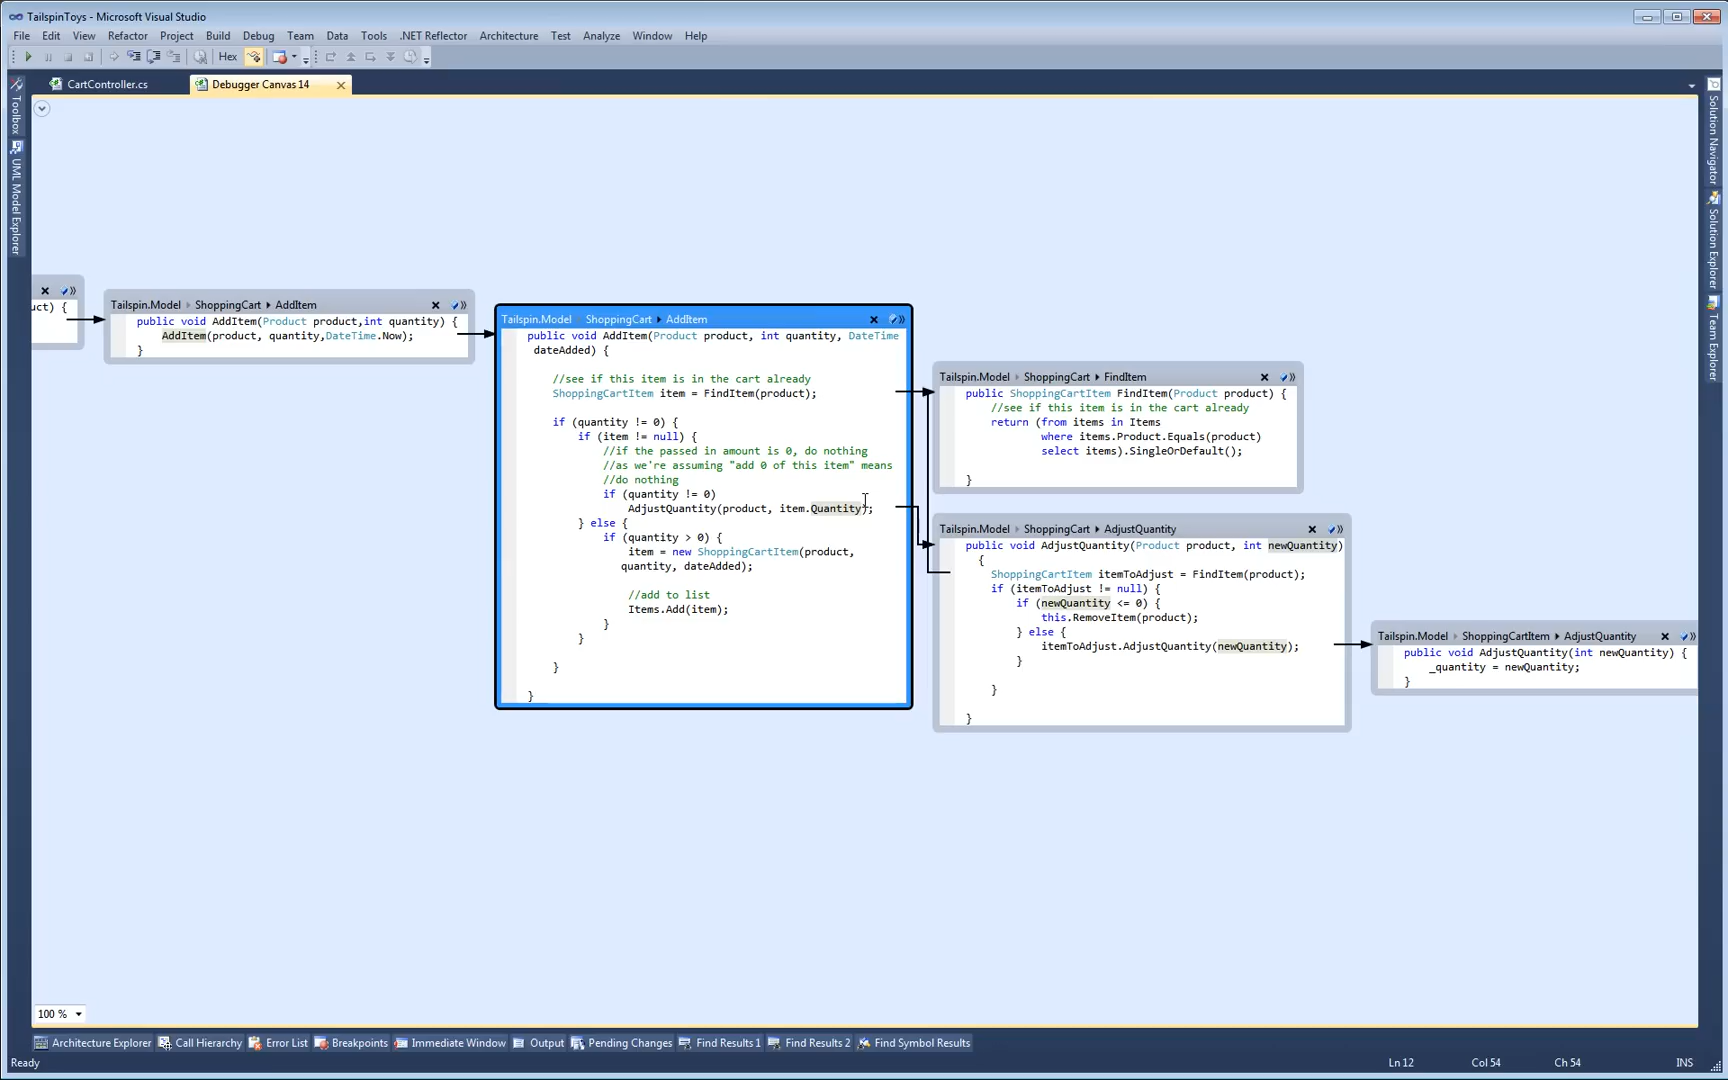 TailspinToys - Microsoft Visual Studio
File Edit View Refactor Project Build Debug Team Data Tools .NET Reflector Architecture Test Analyze Window Help
Hex
CartController.cs
Debugger Canvas 14
Toolbox
UML Model Explorer
uct) {
Tailspin.Model ShoppingCart AddItem
public void AddItem(Product product,int quantity) {
AddItem(product, quantity,DateTime.Now);
}
Tailspin.Model ShoppingCart AddItem
public void AddItem(Product product, int quantity, DateTime
dateAdded) {
//see if this item is in the cart already
ShoppingCartItem item = FindItem(product);
if (quantity != 0) {
if (item != null) {
//if the passed in amount is 0, do nothing
//as we're assuming "add 0 of this item" means
//do nothing
if (quantity != 0)
AdjustQuantity(product, item.Quantity);
} else {
if (quantity > 0) {
item = new ShoppingCartItem(product,
quantity, dateAdded);
//add to list
Items.Add(item);
}
}
}
}
Tailspin.Model ShoppingCart FindItem
public ShoppingCartItem FindItem(Product product) {
//see if this item is in the cart already
return (from items in Items
where items.Product.Equals(product)
select items).SingleOrDefault();
}
Tailspin.Model ShoppingCart AdjustQuantity
public void AdjustQuantity(Product product, int newQuantity)
{
ShoppingCartItem itemToAdjust = FindItem(product);
if (itemToAdjust != null) {
if (newQuantity <= 0) {
this.RemoveItem(product);
} else {
itemToAdjust.AdjustQuantity(newQuantity);
}
}
}
Tailspin.Model ShoppingCartItem AdjustQuantity
public void AdjustQuantity(int newQuantity) {
_quantity = newQuantity;
}
Solution Navigator
Solution Explorer
Team Explorer
100 %
Architecture Explorer Call Hierarchy Error List Breakpoints Immediate Window Output Pending Changes Find Results 1 Find Results 2 Find Symbol Results
Ready Ln 12 Col 54 Ch 54 INS